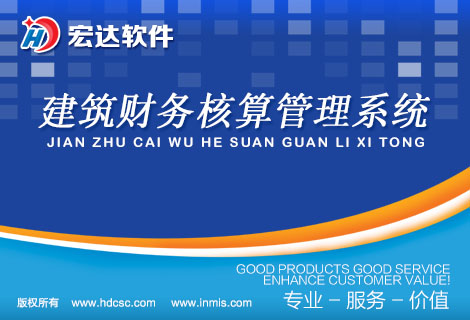 宏达软件
建筑财务核算管理系统
JIAN ZHU CAI WU HE SUAN GUAN LI XI TONG
GOOD PRODUCTS GOOD SERVICE
ENHANCE CUSTOMER VALUE!
版权所有 www.hdcsc.com www.inmis.com 专业－服务－价值